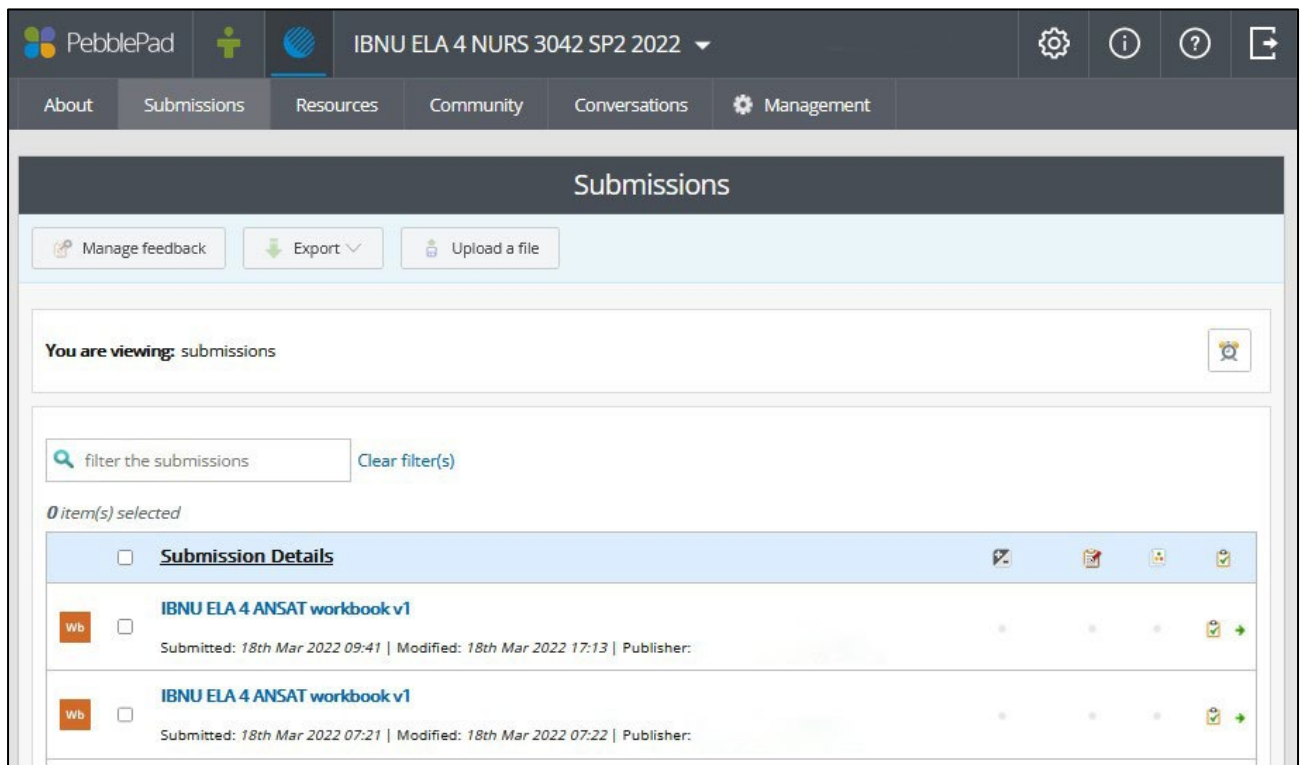 PebblePad IBNU ELA 4 NURS 3042 SP2 2022
About Submissions Resources Community Conversations Management
Submissions
Manage feedback Export Upload a file
You are viewing: submissions
filter the submissions Clear filter(s)
0 item(s) selected
Submission Details
IBNU ELA 4 ANSAT workbook v1
Wb
Submitted: 18th Mar 2022 09:41 | Modified: 18th Mar 2022 17:13 | Publisher:
IBNU ELA 4 ANSAT workbook v1
Wb
Submitted: 18th Mar 2022 07:21 | Modified: 18th Mar 2022 07:22 | Publisher: